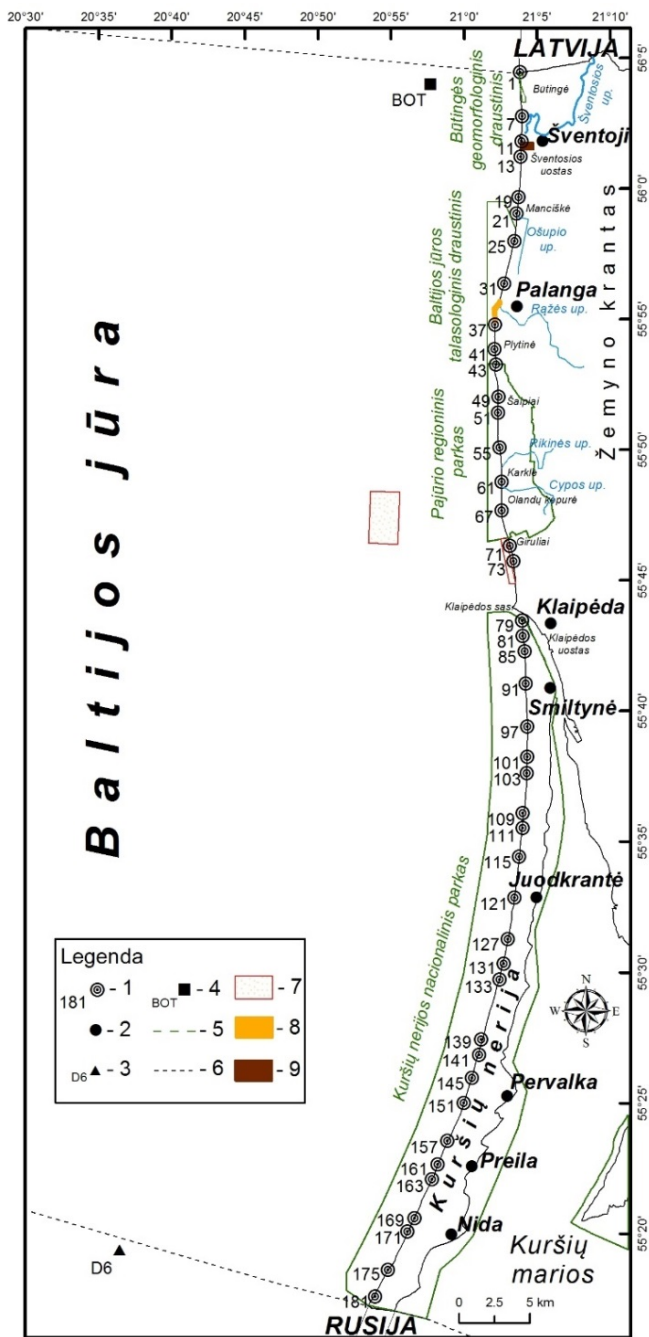 20°30' 20°35' 20°40' 20°45' 20°50' 20°55' 21°0' 21°5' 21°10'
LATVIJA
56°5'
1
Būtingė
BOT
Būtingės
geomorfologinis
draustinis
Šventosios
up.
7
Šventoji
11
13
Šventosios
uostas
56°0'
19
Manciškė
21
25
Ošupio
up.
Žemyno krantas
Baltijos jūros
talasologinis draustinis
31
Palanga
Rąžės up.
55°55'
37
41
Plytinė
43
49
Šaipiai
51
Pajūrio regioninis
parkas
55
Rikinės up.
55°50'
Karklė
61
Cypos up.
Olandų kepurė
67
Baltijos jūra
71
Giruliai
73
55°45'
Klaipėdos sąs.
Klaipėda
79
81
Klaipėdos
uostas
85
91
Smiltynė
55°40'
97
101
103
109
111
55°35'
115
Juodkrantė
121
127
131
133
55°30'
Kuršių nerijos nacionalinis parkas
Kuršių nerija
N
W E
S
139
141
145
Pervalka
151
55°25'
157
161
Preila
163
169
171
Nida
55°20'
Kuršių
marios
175
181
RUSIJA
0 2.5 5 km
D6
Legenda
181 - 1
- 2
D6 - 3
BOT - 4
- 5
- 6
- 7
- 8
- 9